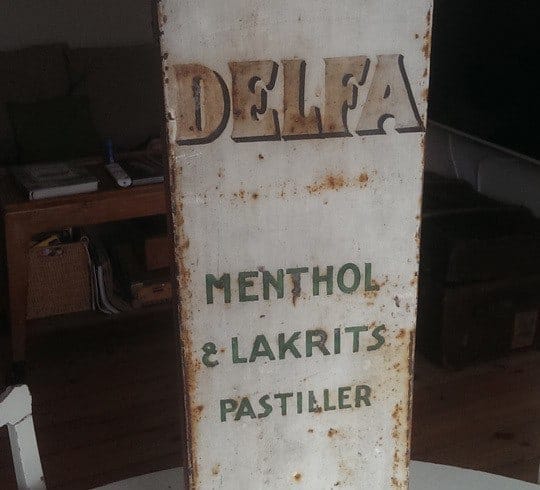 DELFA
MENTHOL
& LAKRITS
PASTILLER